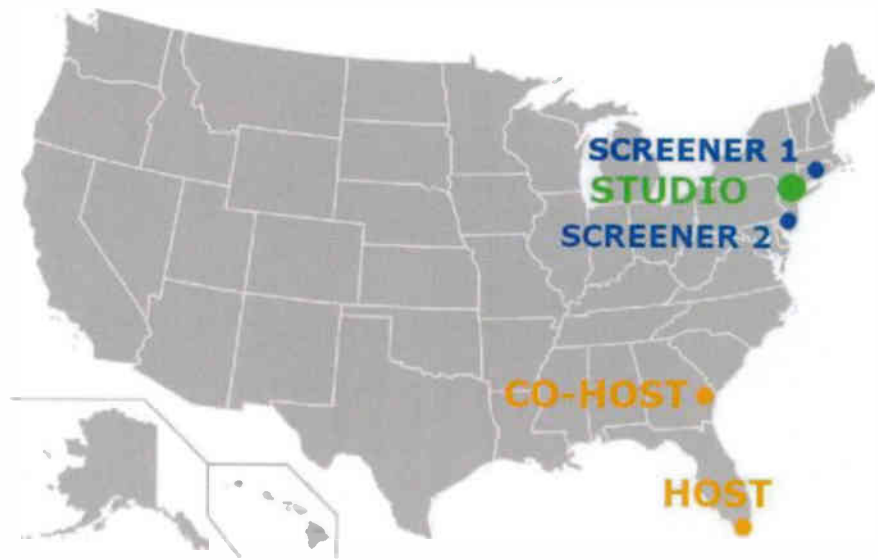 SCREENER 1
STUDIO
SCREENER 2
CO-HOST
HOST